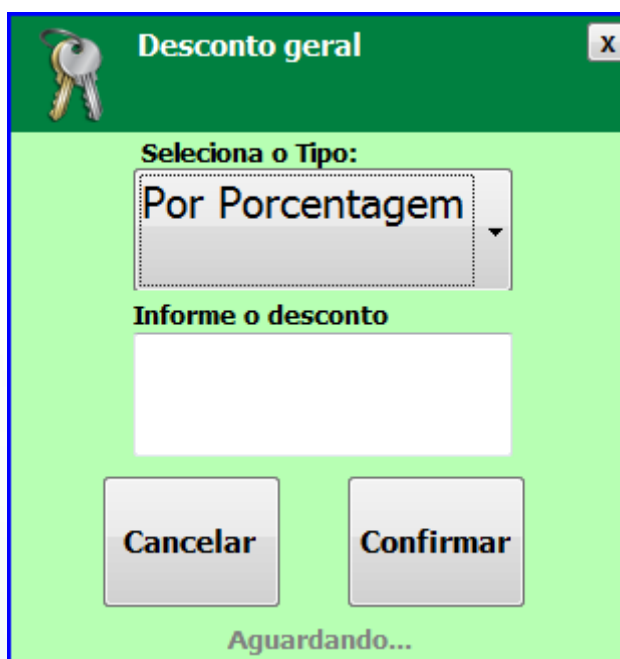 Desconto geral
x
Seleciona o Tipo:
Por Porcentagem
Informe o desconto
Cancelar
Confirmar
Aguardando...